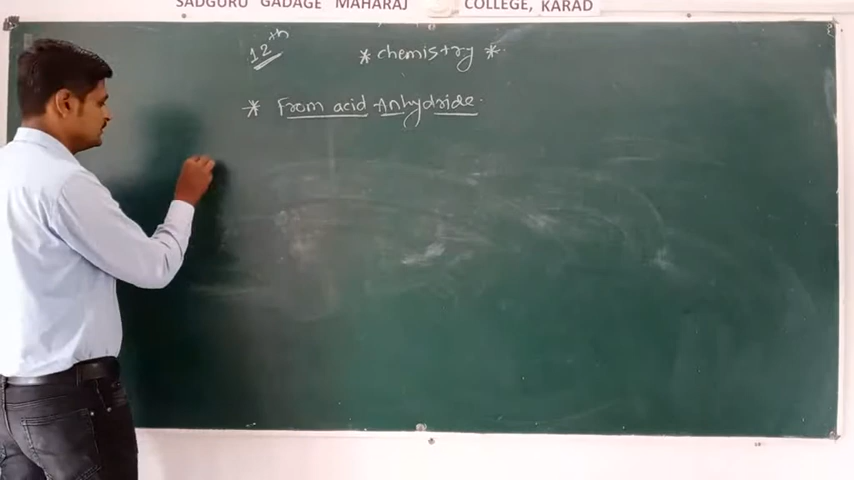 SADGURU GADAGE MAHARAJ COLLEGE, KARAD
12th * chemistry *
* From acid Anhydride.